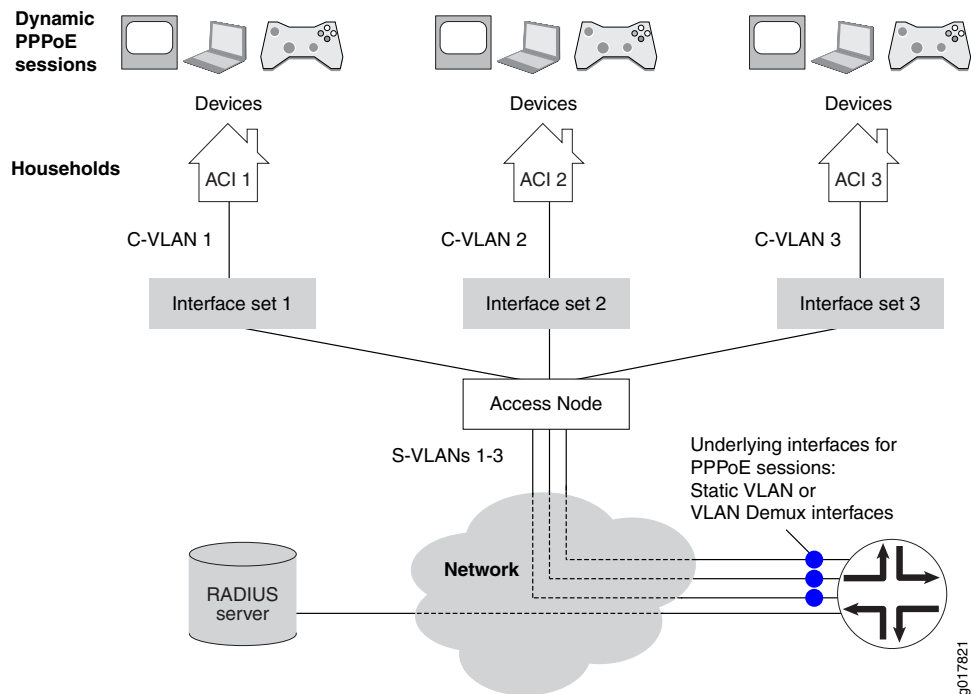 Dynamic
PPPoE
sessions
Devices
Devices
Devices
Households
ACI 1
ACI 2
ACI 3
C-VLAN 1
C-VLAN 2
C-VLAN 3
Interface set 1
Interface set 2
Interface set 3
Access Node
S-VLANs 1-3
Underlying interfaces for
PPPoE sessions:
Static VLAN or
VLAN Demux interfaces
Network
RADIUS
server
g017821